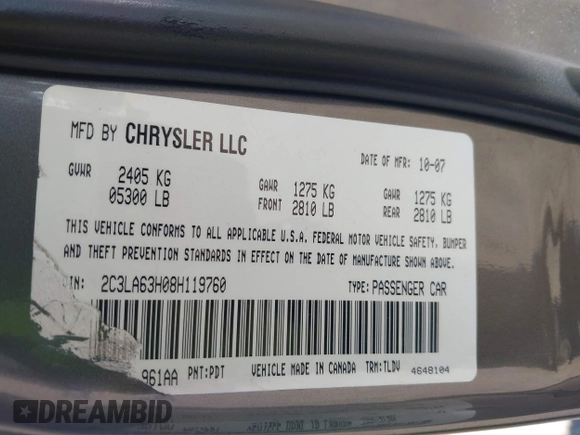 MFD BY CHRYSLER LLC
DATE OF MFR: 10-07
GVWR 2405 KG
05300 LB
GAWR FRONT 1275 KG
2810 LB
GAWR REAR 1275 KG
2810 LB
THIS VEHICLE CONFORMS TO ALL APPLICABLE U.S.A. FEDERAL MOTOR VEHICLE SAFETY, BUMPER
AND THEFT PREVENTION STANDARDS IN EFFECT ON THE DATE OF MANUFACTURE SHOWN ABOVE.
IN: 2C3LA63H08H119760 TYPE: PASSENGER CAR
961AA PNT:PDT VEHICLE MADE IN CANADA TRM:TLDV 4648104
DREAMBID